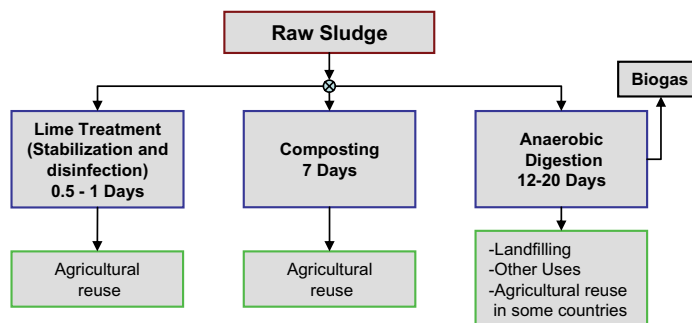 Raw Sludge
Biogas
Lime Treatment
(Stabilization and
disinfection)
0.5 - 1 Days
Composting
7 Days
Anaerobic
Digestion
12-20 Days
Agricultural
reuse
Agricultural
reuse
-Landfilling
-Other Uses
-Agricultural reuse
in some countries